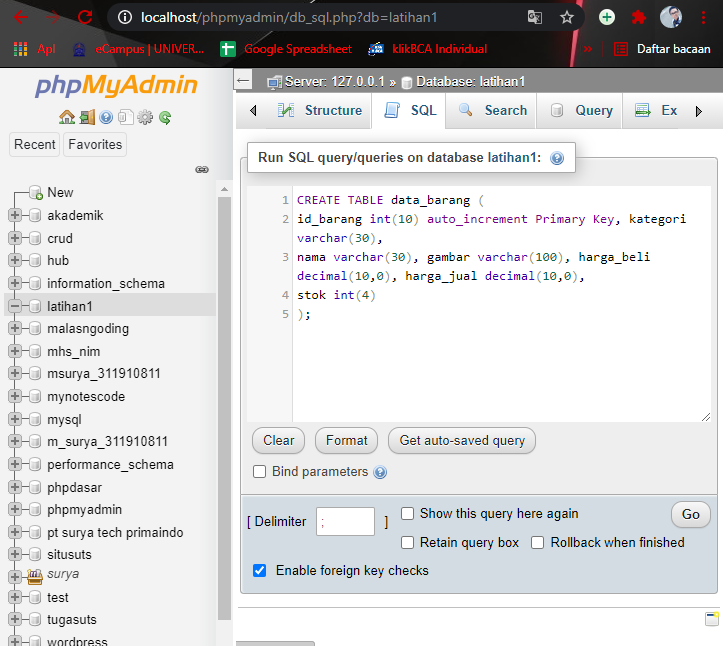 localhost/phpmyadmin/db_sql.php?db=latihan1
Apl
eCampus | UNIVER...
Google Spreadsheet
klikBCA Individual
»
Daftar bacaan
phpMyAdmin
Recent
Favorites
New
akademik
crud
hub
information_schema
latihan1
malasngoding
mhs_nim
msurya_311910811
mynotescode
mysql
m_surya_311910811
performance_schema
phpdasar
phpmyadmin
pt surya tech primaindo
situsuts
surya
test
tugasuts
wordpress
Server: 127.0.0.1 » Database: latihan1
Structure
SQL
Search
Query
Ex
Run SQL query/queries on database latihan1:
1 CREATE TABLE data_barang (
2 id_barang int(10) auto_increment Primary Key, kategori
varchar(30),
3 nama varchar(30), gambar varchar(100), harga_beli
decimal(10,0), harga_jual decimal(10,0),
4 stok int(4)
5 );
Clear
Format
Get auto-saved query
Bind parameters
[ Delimiter ; ]
Show this query here again
Go
Retain query box
Rollback when finished
Enable foreign key checks